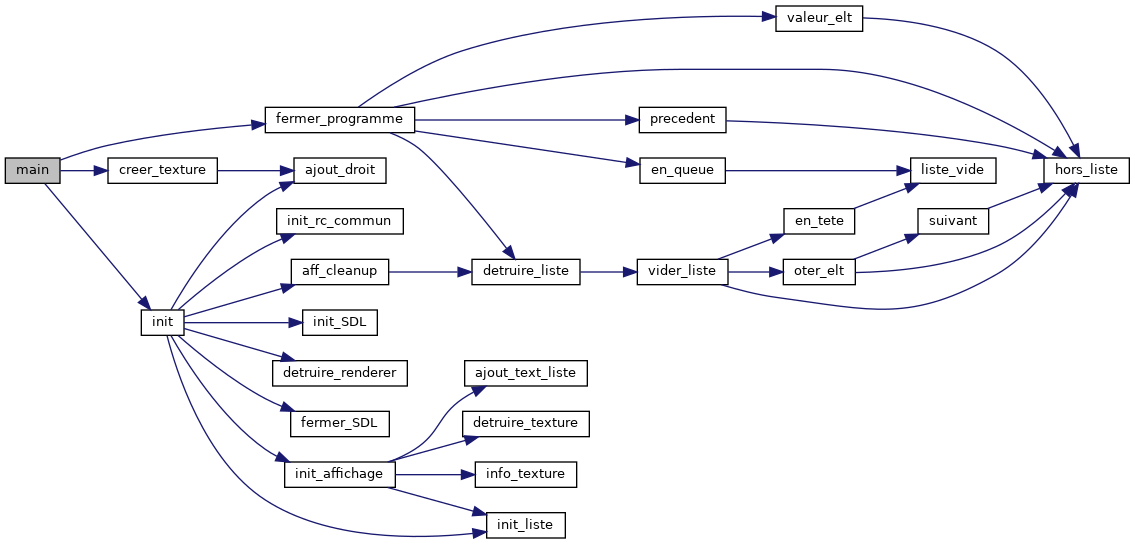 valeur_elt
fermer_programme
precedent
main
creer_texture
ajout_droit
en_queue
liste_vide
hors_liste
init_rc_commun
en_tete
suivant
aff_cleanup
detruire_liste
vider_liste
oter_elt
init
init_SDL
detruire_renderer
ajout_text_liste
fermer_SDL
detruire_texture
init_affichage
info_texture
init_liste